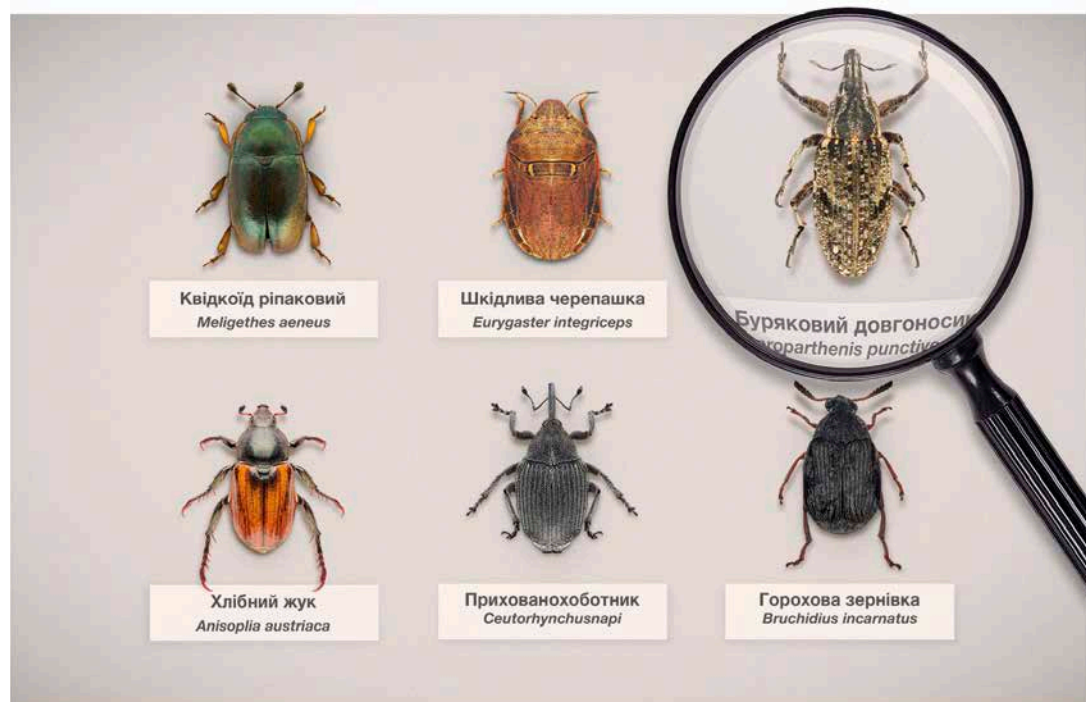 Квідкоїд ріпаковий
Meligethes aeneus
Шкідлива черепашка
Eurygaster integriceps
Буряковий
Хлібний жук
Anisoplia austriaca
Прихованохоботник
Ceutorhynchusnapi
Горохова зернівка
Bruchidius incarnatus